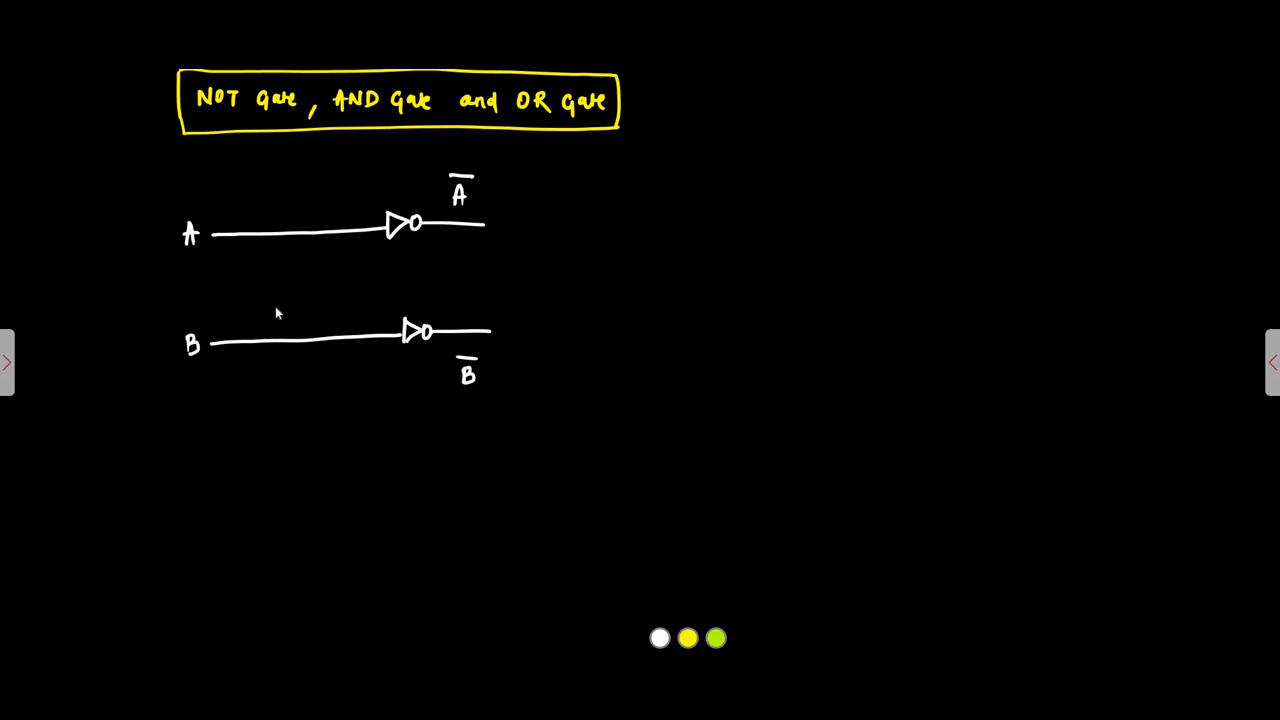 NOT Gate, AND Gate and OR Gate
A̅
A
B
B̅